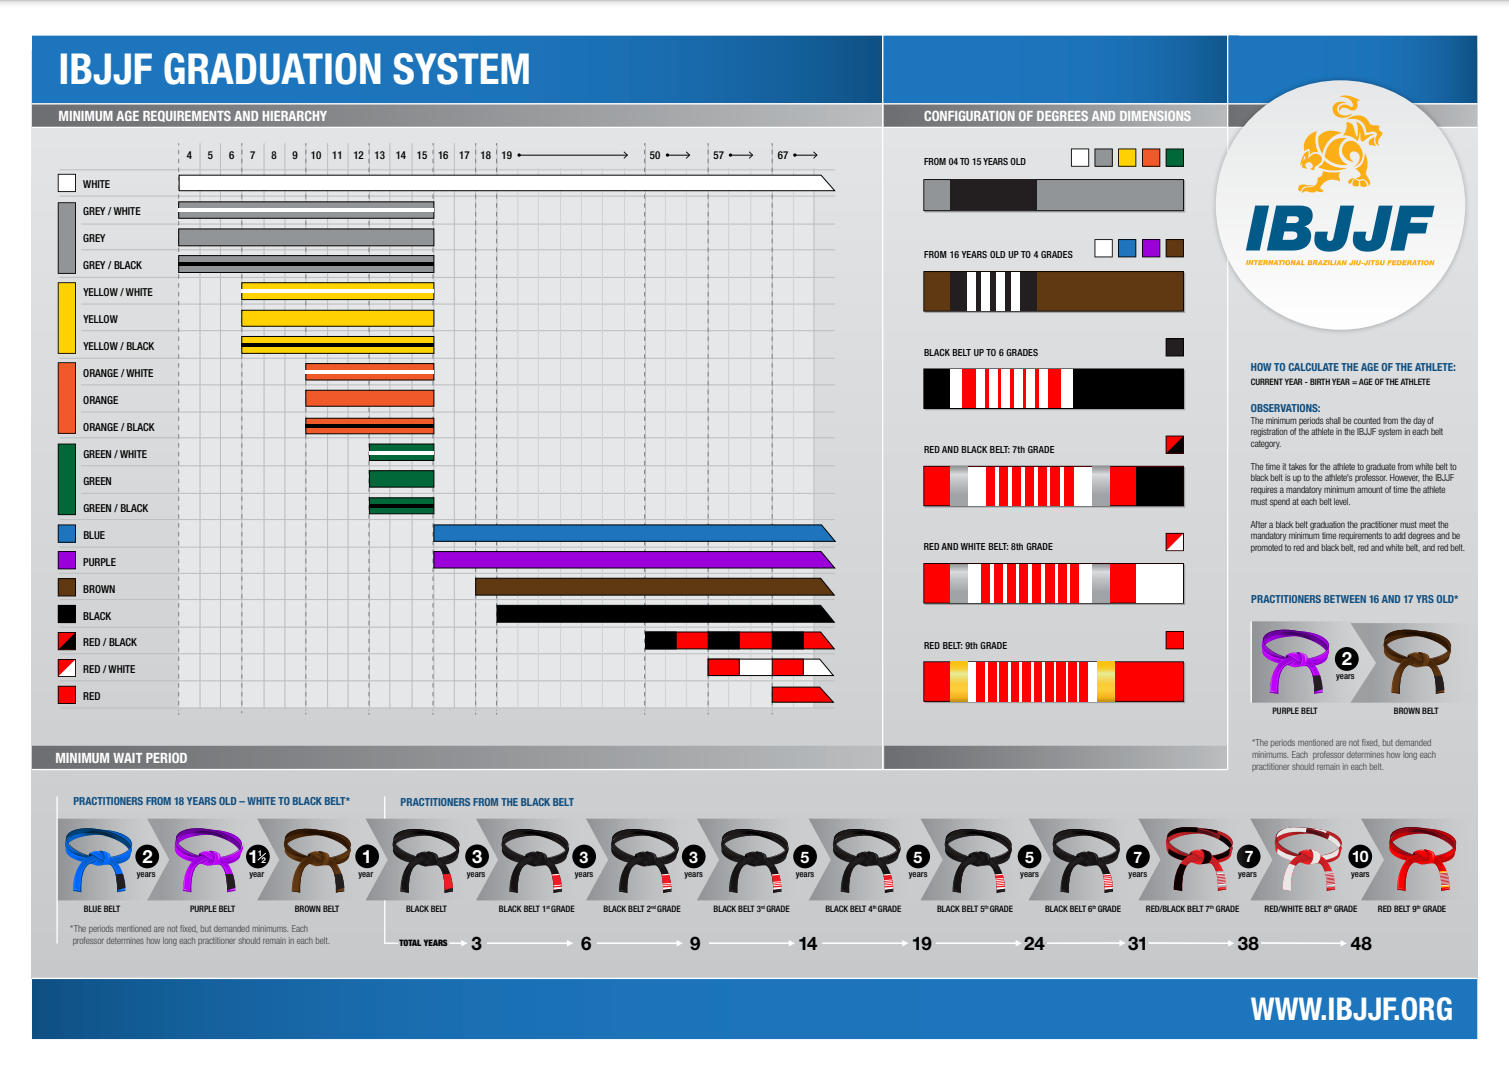 IBJJF GRADUATION SYSTEM
MINIMUM AGE REQUIREMENTS AND HIERARCHY
4 5 6 7 8 9 10 11 12 13 14 15 16 17 18 19 50 57 67
WHITE
GREY / WHITE
GREY
GREY / BLACK
YELLOW / WHITE
YELLOW
YELLOW / BLACK
ORANGE / WHITE
ORANGE
ORANGE / BLACK
GREEN / WHITE
GREEN
GREEN / BLACK
BLUE
PURPLE
BROWN
BLACK
RED / BLACK
RED / WHITE
RED
CONFIGURATION OF DEGREES AND DIMENSIONS
FROM 04 TO 15 YEARS OLD
FROM 16 YEARS OLD UP TO 4 GRADES
BLACK BELT UP TO 6 GRADES
RED AND BLACK BELT: 7th GRADE
RED AND WHITE BELT: 8th GRADE
RED BELT: 9th GRADE
IBJJF
INTERNATIONAL BRAZILIAN JIU-JITSU FEDERATION
HOW TO CALCULATE THE AGE OF THE ATHLETE:
CURRENT YEAR - BIRTH YEAR = AGE OF THE ATHLETE
OBSERVATIONS:
The minimum periods shall be counted from the day of
registration of the athlete in the IBJJF system in each belt
category.
The time it takes for the athlete to graduate from white belt to
black belt is up to the athlete's professor. However, the IBJJF
requires a mandatory minimum amount of time the athlete
must spend at each belt level.
After a black belt graduation the practitioner must meet the
mandatory minimum time requirements to add degrees and be
promoted to red and black belt, red and white belt, and red belt.
PRACTITIONERS BETWEEN 16 AND 17 YRS OLD*
2
years
PURPLE BELT BROWN BELT
*The periods mentioned are not fixed, but demanded
minimums. Each professor determines how long each
practitioner should remain in each belt.
MINIMUM WAIT PERIOD
PRACTITIONERS FROM 18 YEARS OLD – WHITE TO BLACK BELT*
PRACTITIONERS FROM THE BLACK BELT
2 1½ 1 3 3 3 5 5 5 7 7 10
years year year years years years years years years years years years
BLUE BELT PURPLE BELT BROWN BELT BLACK BELT BLACK BELT 1st GRADE BLACK BELT 2nd GRADE BLACK BELT 3rd GRADE BLACK BELT 4th GRADE BLACK BELT 5th GRADE BLACK BELT 6th GRADE RED/BLACK BELT 7th GRADE RED/WHITE BELT 8th GRADE RED BELT 9th GRADE
*The periods mentioned are not fixed, but demanded minimums. Each
professor determines how long each practitioner should remain in each belt.
TOTAL YEARS 3 6 9 14 19 24 31 38 48
WWW.IBJJF.ORG